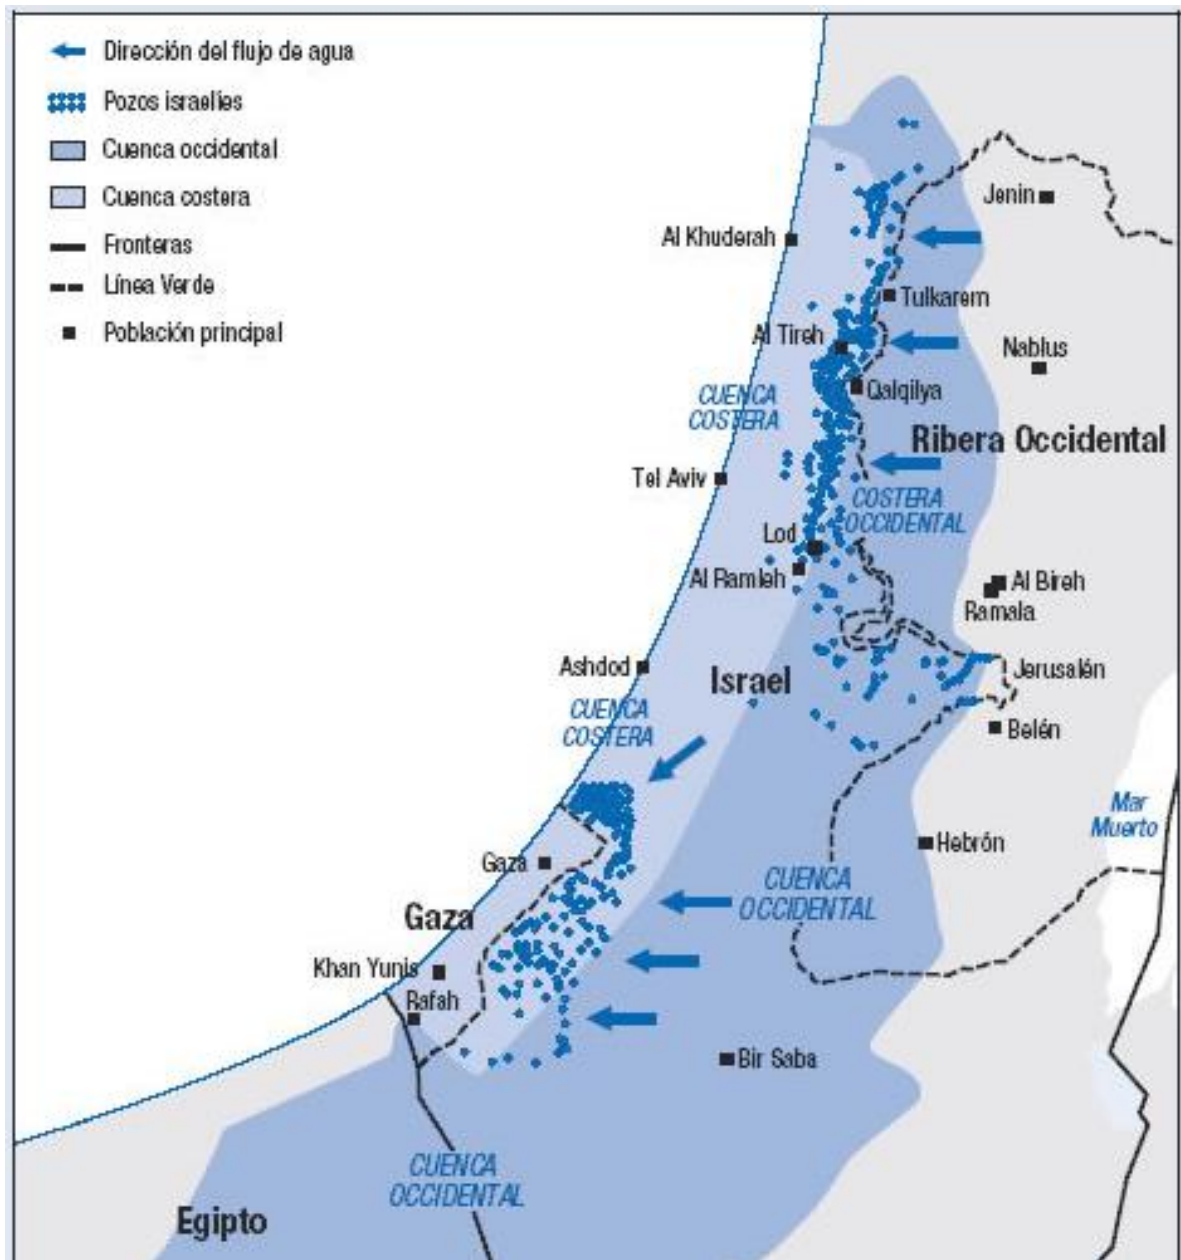 Dirección del flujo de agua
Pozos israelíes
Cuenca occidental
Cuenca costera
Fronteras
Línea Verde
Población principal
Jenin
Al Khuderah
Tulkarem
Al Tireh
Nablus
Qalqilya
CUENCA
COSTERA
Ribera Occidental
Tel Aviv
COSTERA
OCCIDENTAL
Lod
Al Ramleh
Al Bireh
Ramala
Ashdod
Israel
Jerusalén
CUENCA
COSTERA
Belén
Mar
Muerto
Hebrón
Gaza
CUENCA
OCCIDENTAL
Gaza
Khan Yunis
Rafah
Bir Saba
CUENCA
OCCIDENTAL
Egipto